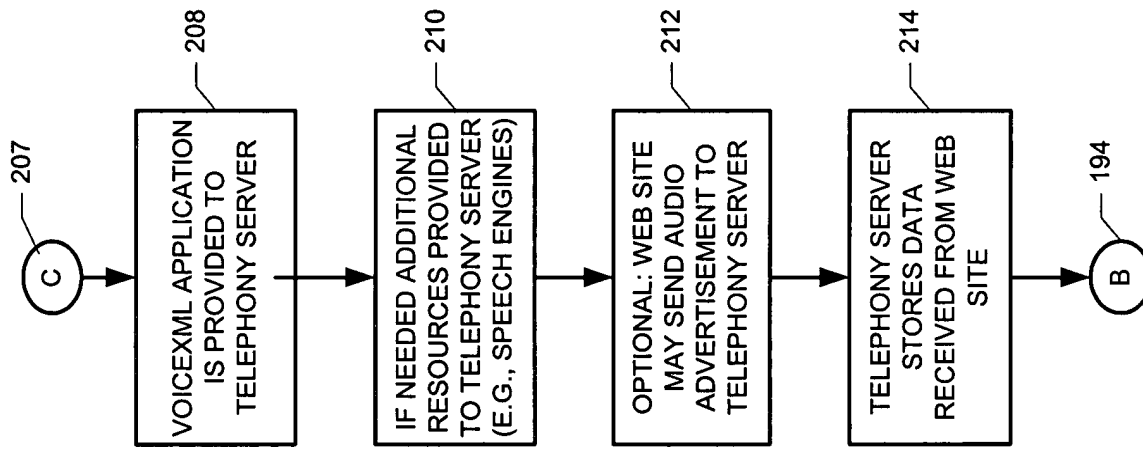 C
207
VOICEXML APPLICATION
IS PROVIDED TO
TELEPHONY SERVER
208
IF NEEDED ADDITIONAL
RESOURCES PROVIDED
TO TELEPHONY SERVER
(E.G., SPEECH ENGINES)
210
OPTIONAL: WEB SITE
MAY SEND AUDIO
ADVERTISEMENT TO
TELEPHONY SERVER
212
TELEPHONY SERVER
STORES DATA
RECEIVED FROM WEB
SITE
214
B
194